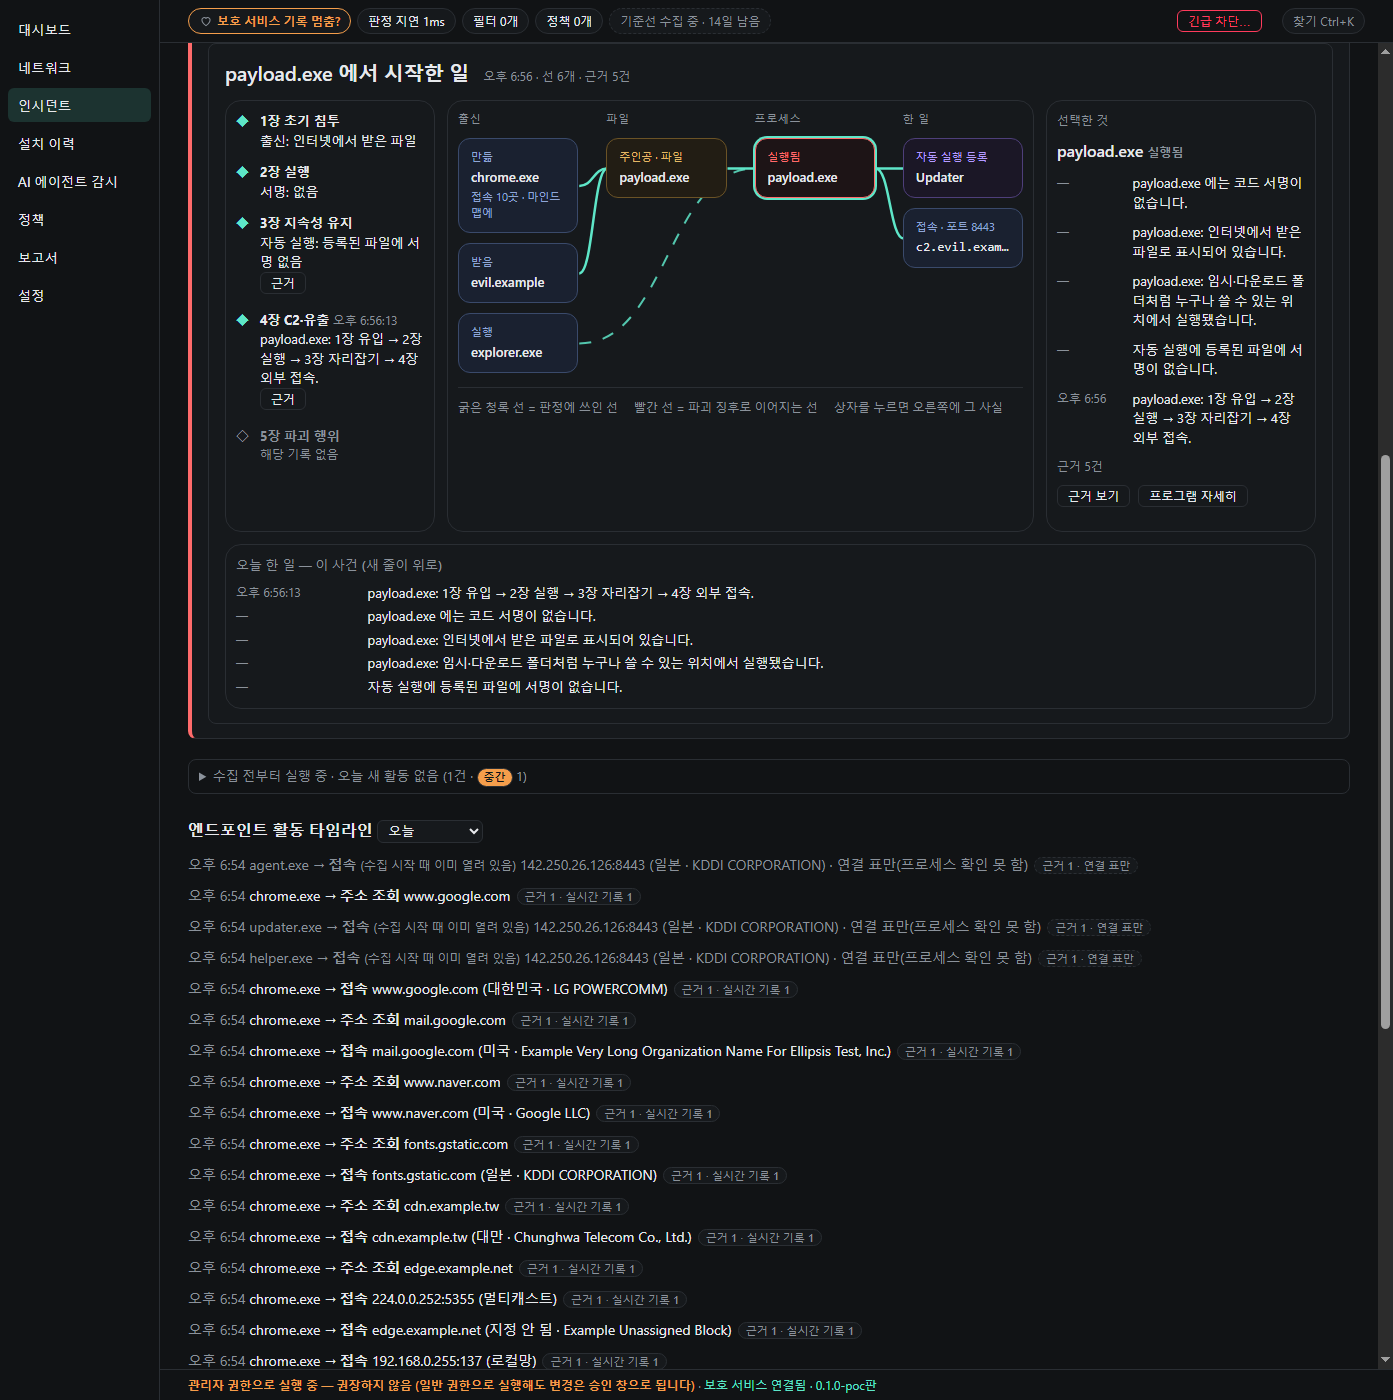 대시보드
네트워크
인시던트
설치 이력
AI 에이전트 감시
정책
보고서
설정
♡ 보호 서비스 기록 멈춤?
판정 지연 1ms
필터 0개
정책 0개
기준선 수집 중 · 14일 남음
긴급 차단...
찾기 Ctrl+K
payload.exe 에서 시작한 일 오후 6:56 · 선 6개 · 근거 5건
1장 초기 침투
출신: 인터넷에서 받은 파일
2장 실행
서명: 없음
3장 지속성 유지
자동 실행: 등록된 파일에 서
명 없음
근거
4장 C2·유출 오후 6:56:13
payload.exe: 1장 유입 → 2장
실행 → 3장 자리잡기 → 4장
외부 접속.
근거
5장 파괴 행위
해당 기록 없음
출신
만듦
chrome.exe
접속 10곳 · 마인드
맵에
받음
evil.example
실행
explorer.exe
파일
주인공 · 파일
payload.exe
프로세스
실행됨
payload.exe
한 일
자동 실행 등록
Updater
접속 · 포트 8443
c2.evil.exam…
굵은 청록 선 = 판정에 쓰인 선 빨간 선 = 파괴 징후로 이어지는 선 상자를 누르면 오른쪽에 그 사실
선택한 것
payload.exe 실행됨
— payload.exe 에는 코드 서명이
없습니다.
— payload.exe: 인터넷에서 받은
파일로 표시되어 있습니다.
— payload.exe: 임시·다운로드 폴
더처럼 누구나 쓸 수 있는 위
치에서 실행됐습니다.
— 자동 실행에 등록된 파일에 서
명이 없습니다.
오후 6:56 payload.exe: 1장 유입 → 2장
실행 → 3장 자리잡기 → 4장
외부 접속.
근거 5건
근거 보기
프로그램 자세히
오늘 한 일 — 이 사건 (새 줄이 위로)
오후 6:56:13 payload.exe: 1장 유입 → 2장 실행 → 3장 자리잡기 → 4장 외부 접속.
— payload.exe 에는 코드 서명이 없습니다.
— payload.exe: 인터넷에서 받은 파일로 표시되어 있습니다.
— payload.exe: 임시·다운로드 폴더처럼 누구나 쓸 수 있는 위치에서 실행됐습니다.
— 자동 실행에 등록된 파일에 서명이 없습니다.
▶ 수집 전부터 실행 중 · 오늘 새 활동 없음 (1건 · 중간 1)
엔드포인트 활동 타임라인 오늘
오후 6:54 agent.exe → 접속 (수집 시작 때 이미 열려 있음) 142.250.26.126:8443 (일본 · KDDI CORPORATION) · 연결 표만(프로세스 확인 못 함) 근거 1 · 연결 표만
오후 6:54 chrome.exe → 주소 조회 www.google.com 근거 1 · 실시간 기록 1
오후 6:54 updater.exe → 접속 (수집 시작 때 이미 열려 있음) 142.250.26.126:8443 (일본 · KDDI CORPORATION) · 연결 표만(프로세스 확인 못 함) 근거 1 · 연결 표만
오후 6:54 helper.exe → 접속 (수집 시작 때 이미 열려 있음) 142.250.26.126:8443 (일본 · KDDI CORPORATION) · 연결 표만(프로세스 확인 못 함) 근거 1 · 연결 표만
오후 6:54 chrome.exe → 접속 www.google.com (대한민국 · LG POWERCOMM) 근거 1 · 실시간 기록 1
오후 6:54 chrome.exe → 주소 조회 mail.google.com 근거 1 · 실시간 기록 1
오후 6:54 chrome.exe → 접속 mail.google.com (미국 · Example Very Long Organization Name For Ellipsis Test, Inc.) 근거 1 · 실시간 기록 1
오후 6:54 chrome.exe → 주소 조회 www.naver.com 근거 1 · 실시간 기록 1
오후 6:54 chrome.exe → 접속 www.naver.com (미국 · Google LLC) 근거 1 · 실시간 기록 1
오후 6:54 chrome.exe → 주소 조회 fonts.gstatic.com 근거 1 · 실시간 기록 1
오후 6:54 chrome.exe → 접속 fonts.gstatic.com (일본 · KDDI CORPORATION) 근거 1 · 실시간 기록 1
오후 6:54 chrome.exe → 주소 조회 cdn.example.tw 근거 1 · 실시간 기록 1
오후 6:54 chrome.exe → 접속 cdn.example.tw (대만 · Chunghwa Telecom Co., Ltd.) 근거 1 · 실시간 기록 1
오후 6:54 chrome.exe → 주소 조회 edge.example.net 근거 1 · 실시간 기록 1
오후 6:54 chrome.exe → 접속 224.0.0.252:5355 (멀티캐스트) 근거 1 · 실시간 기록 1
오후 6:54 chrome.exe → 접속 edge.example.net (지정 안 됨 · Example Unassigned Block) 근거 1 · 실시간 기록 1
오후 6:54 chrome.exe → 접속 192.168.0.255:137 (로컬망) 근거 1 · 실시간 기록 1
관리자 권한으로 실행 중 — 권장하지 않음 (일반 권한으로 실행해도 변경은 승인 창으로 됩니다) · 보호 서비스 연결됨 · 0.1.0-poc판